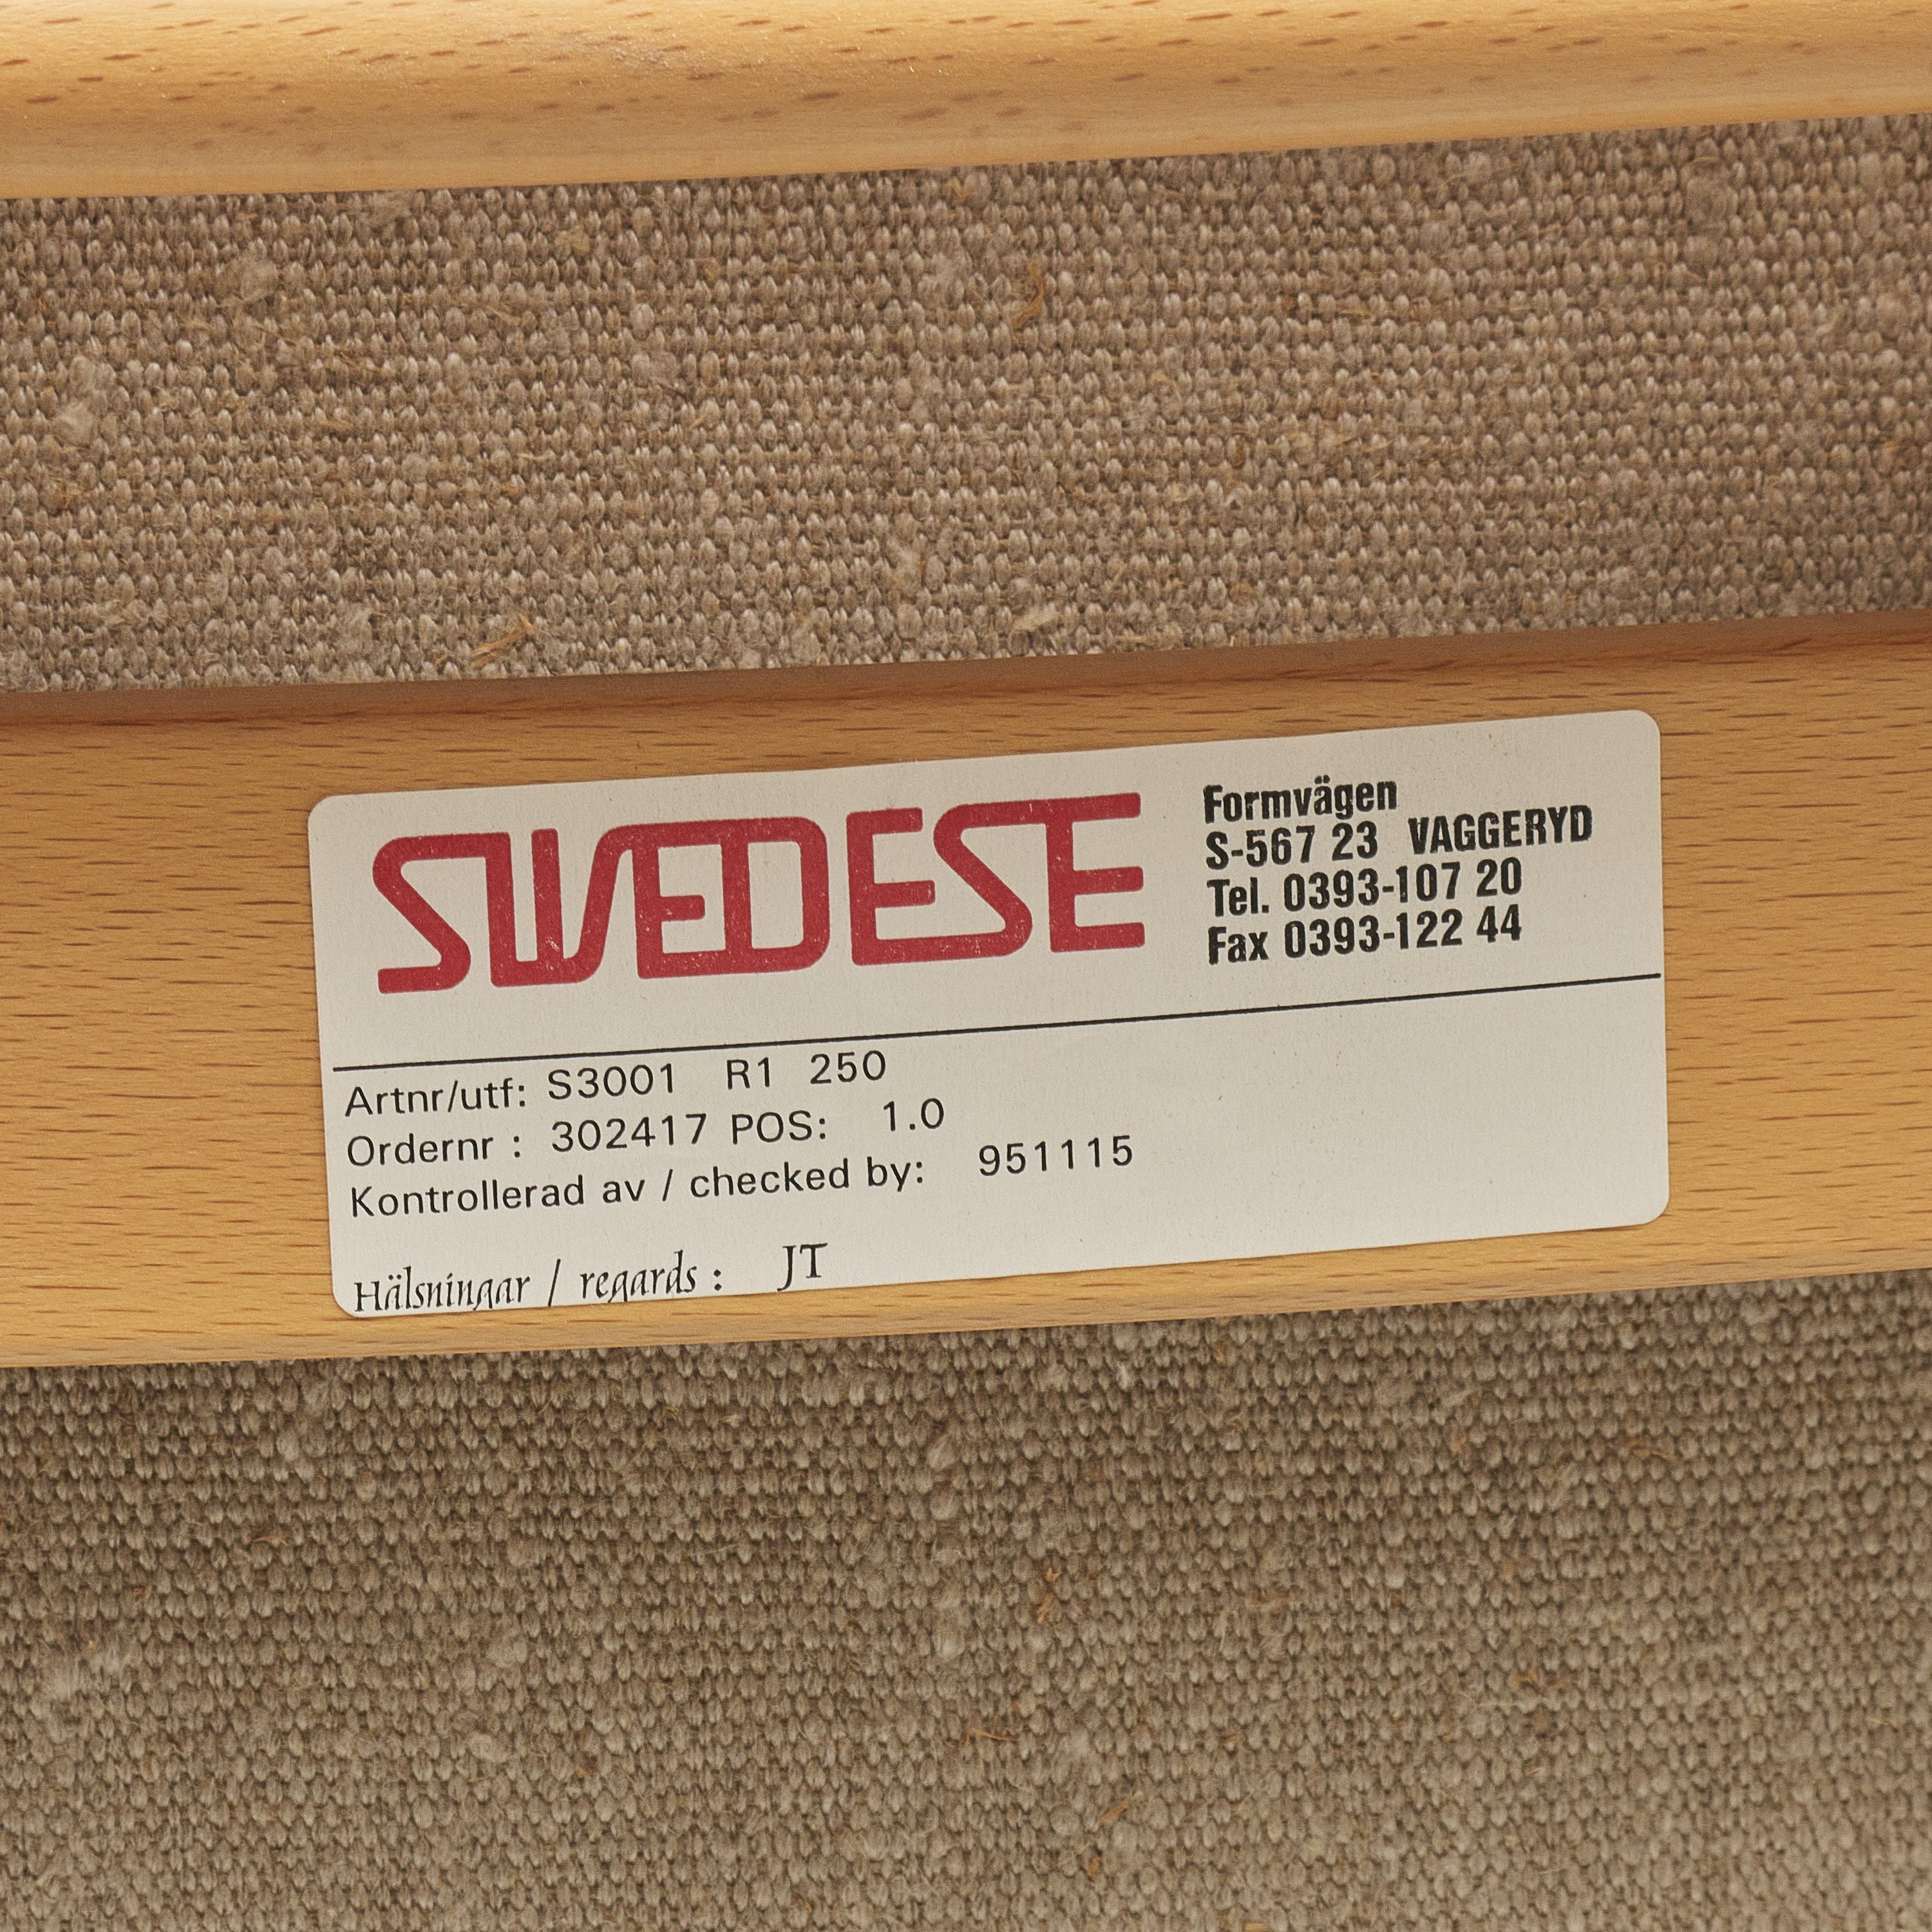 SWEDESE
Formvägen
S-567 23 VAGGERYD
Tel. 0393-107 20
Fax 0393-122 44
Artnr/utf: S3001 R1 250
Ordernr : 302417 POS: 1.0
Kontrollerad av / checked by: 951115
Hälsningar / regards : JT